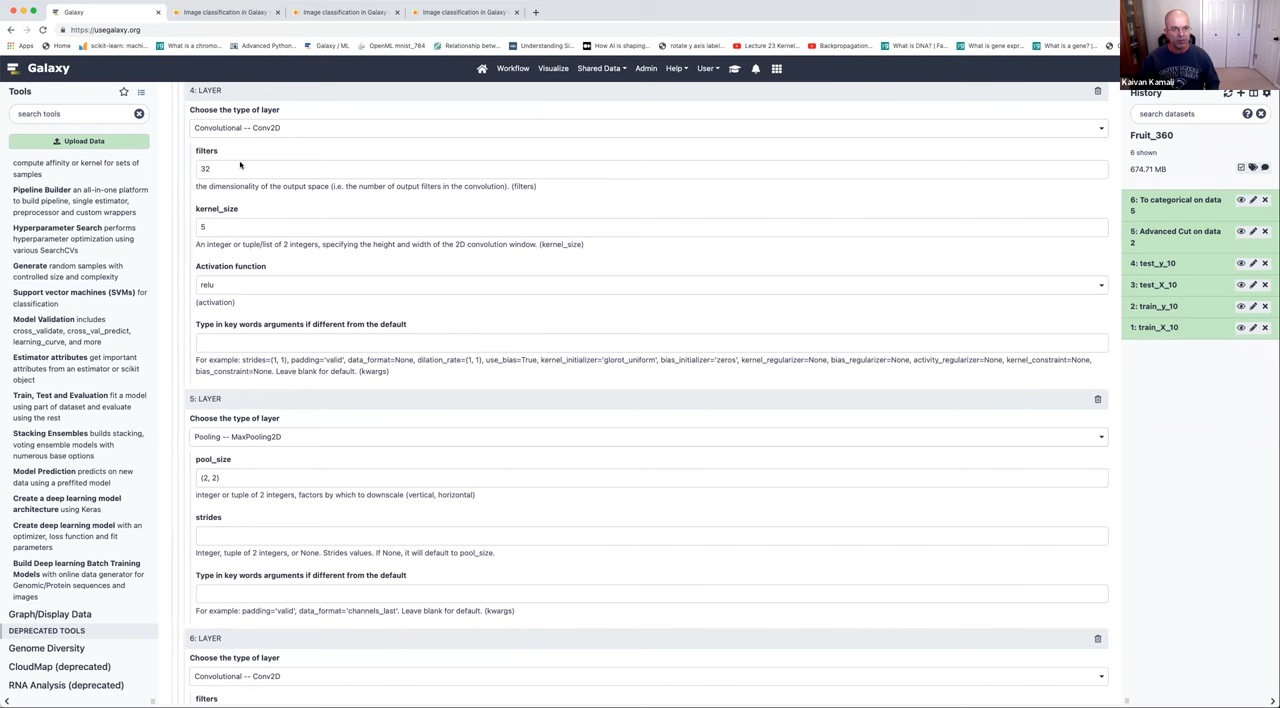 Galaxy
Image classification in Galaxy
Image classification in Galaxy
Image classification in Galaxy
https://usegalaxy.org
Apps
Home
scikit-learn: machi...
What is a chromo...
Advanced Python...
Galaxy / ML
OpenML mnist_784
Relationship betw...
Understanding Si...
How AI is shaping...
rotate y axis label...
Lecture 23 Kernel...
Backpropagation...
What is DNA? | Fa...
What is gene expr...
What is a gene? |...
Galaxy
Workflow
Visualize
Shared Data
Admin
Help
User
Kaivan Kamali
Tools
search tools
Upload Data
compute affinity or kernel for sets of
samples
Pipeline Builder an all-in-one platform
to build pipeline, single estimator,
preprocessor and custom wrappers
Hyperparameter Search performs
hyperparameter optimization using
various SearchCVs
Generate random samples with
controlled size and complexity
Support vector machines (SVMs) for
classification
Model Validation includes
cross_validate, cross_val_predict,
learning_curve, and more
Estimator attributes get important
attributes from an estimator or scikit
object
Train, Test and Evaluation fit a model
using part of dataset and evaluate
using the rest
Stacking Ensembles builds stacking,
voting ensemble models with
numerous base options
Model Prediction predicts on new
data using a preffited model
Create a deep learning model
architecture using Keras
Create deep learning model with an
optimizer, loss function and fit
parameters
Build Deep learning Batch Training
Models with online data generator for
Genomic/Protein sequences and
images
Graph/Display Data
DEPRECATED TOOLS
Genome Diversity
CloudMap (deprecated)
RNA Analysis (deprecated)
4: LAYER
Choose the type of layer
Convolutional -- Conv2D
filters
32
the dimensionality of the output space (i.e. the number of output filters in the convolution). (filters)
kernel_size
5
An integer or tuple/list of 2 integers, specifying the height and width of the 2D convolution window. (kernel_size)
Activation function
relu
(activation)
Type in key words arguments if different from the default
For example: strides=(1, 1), padding='valid', data_format=None, dilation_rate=(1, 1), use_bias=True, kernel_initializer='glorot_uniform', bias_initializer='zeros', kernel_regularizer=None, bias_regularizer=None, activity_regularizer=None, kernel_constraint=None,
bias_constraint=None. Leave blank for default. (kwargs)
5: LAYER
Choose the type of layer
Pooling -- MaxPooling2D
pool_size
(2, 2)
integer or tuple of 2 integers, factors by which to downscale (vertical, horizontal)
strides
Integer, tuple of 2 integers, or None. Strides values. If None, it will default to pool_size.
Type in key words arguments if different from the default
For example: padding='valid', data_format='channels_last'. Leave blank for default. (kwargs)
6: LAYER
Choose the type of layer
Convolutional -- Conv2D
filters
History
search datasets
Fruit_360
6 shown
674.71 MB
6: To categorical on data
5
5: Advanced Cut on data
2
4: test_y_10
3: test_X_10
2: train_y_10
1: train_X_10